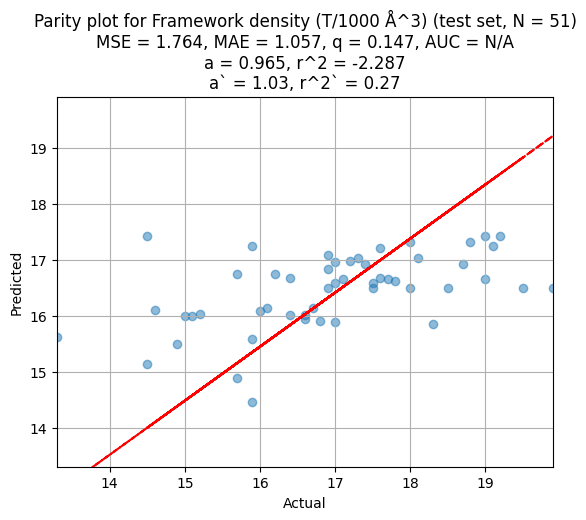 Parity plot for Framework density (T/1000 Å^3) (test set, N = 51)
MSE = 1.764, MAE = 1.057, q = 0.147, AUC = N/A
a = 0.965, r^2 = -2.287
a` = 1.03, r^2` = 0.27
19
18
17
16
15
14
Predicted
14 15 16 17 18 19
Actual